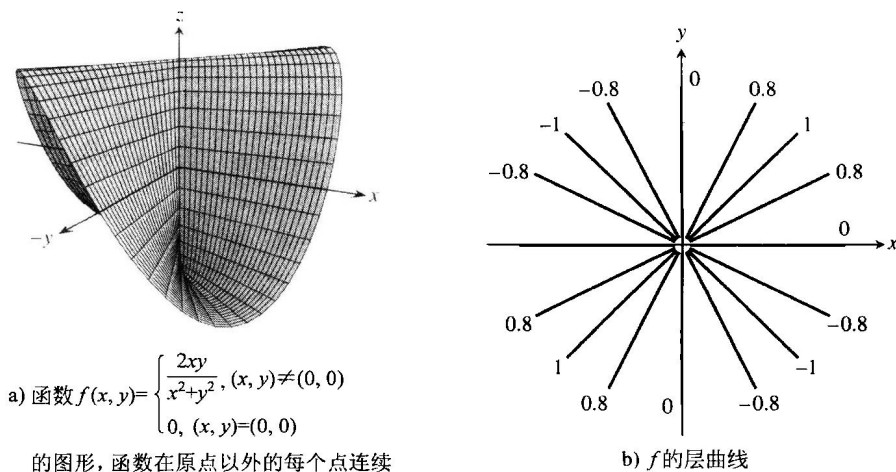 z
x
−y
a) 函数 f(x, y)= { 2xy/(x²+y²), (x, y)≠(0, 0)
0, (x, y)=(0, 0)
的图形，函数在原点以外的每个点连续
y
0
−0.8
0.8
−1
1
−0.8
0.8
0
x
0.8
−0.8
1
−1
0.8
0
−0.8
b) f的层曲线